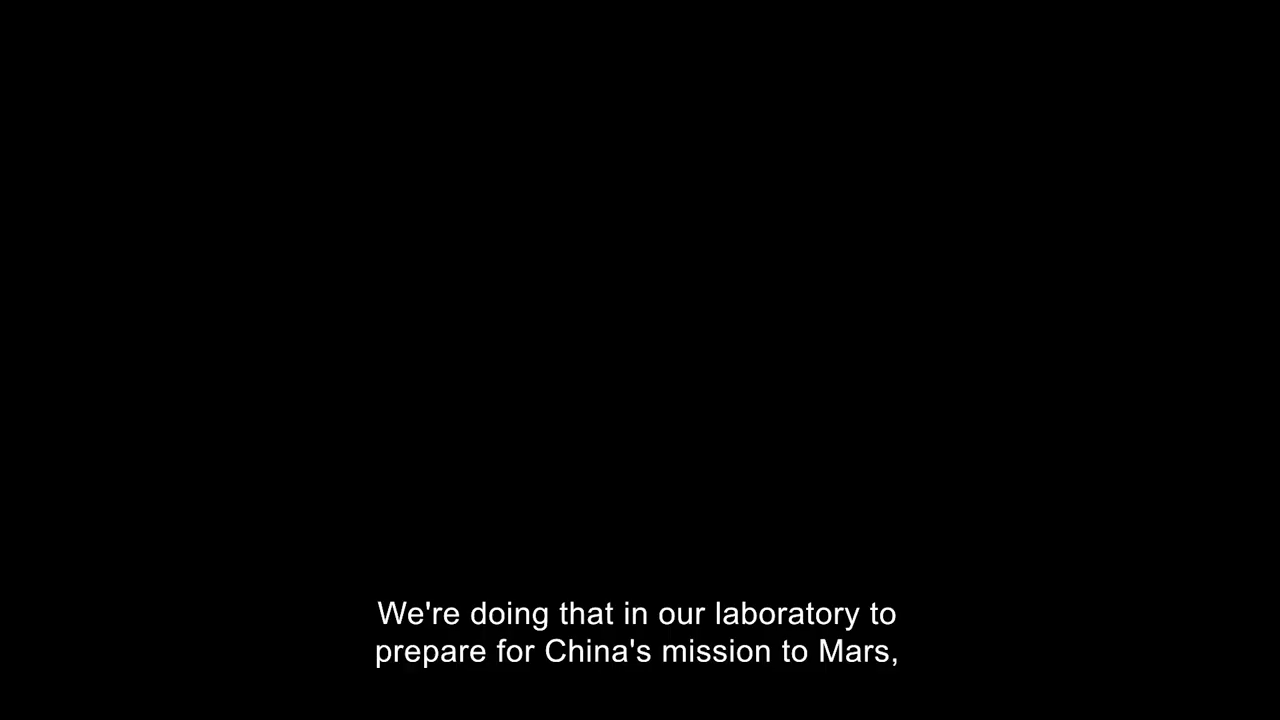 We're doing that in our laboratory to
prepare for China's mission to Mars,